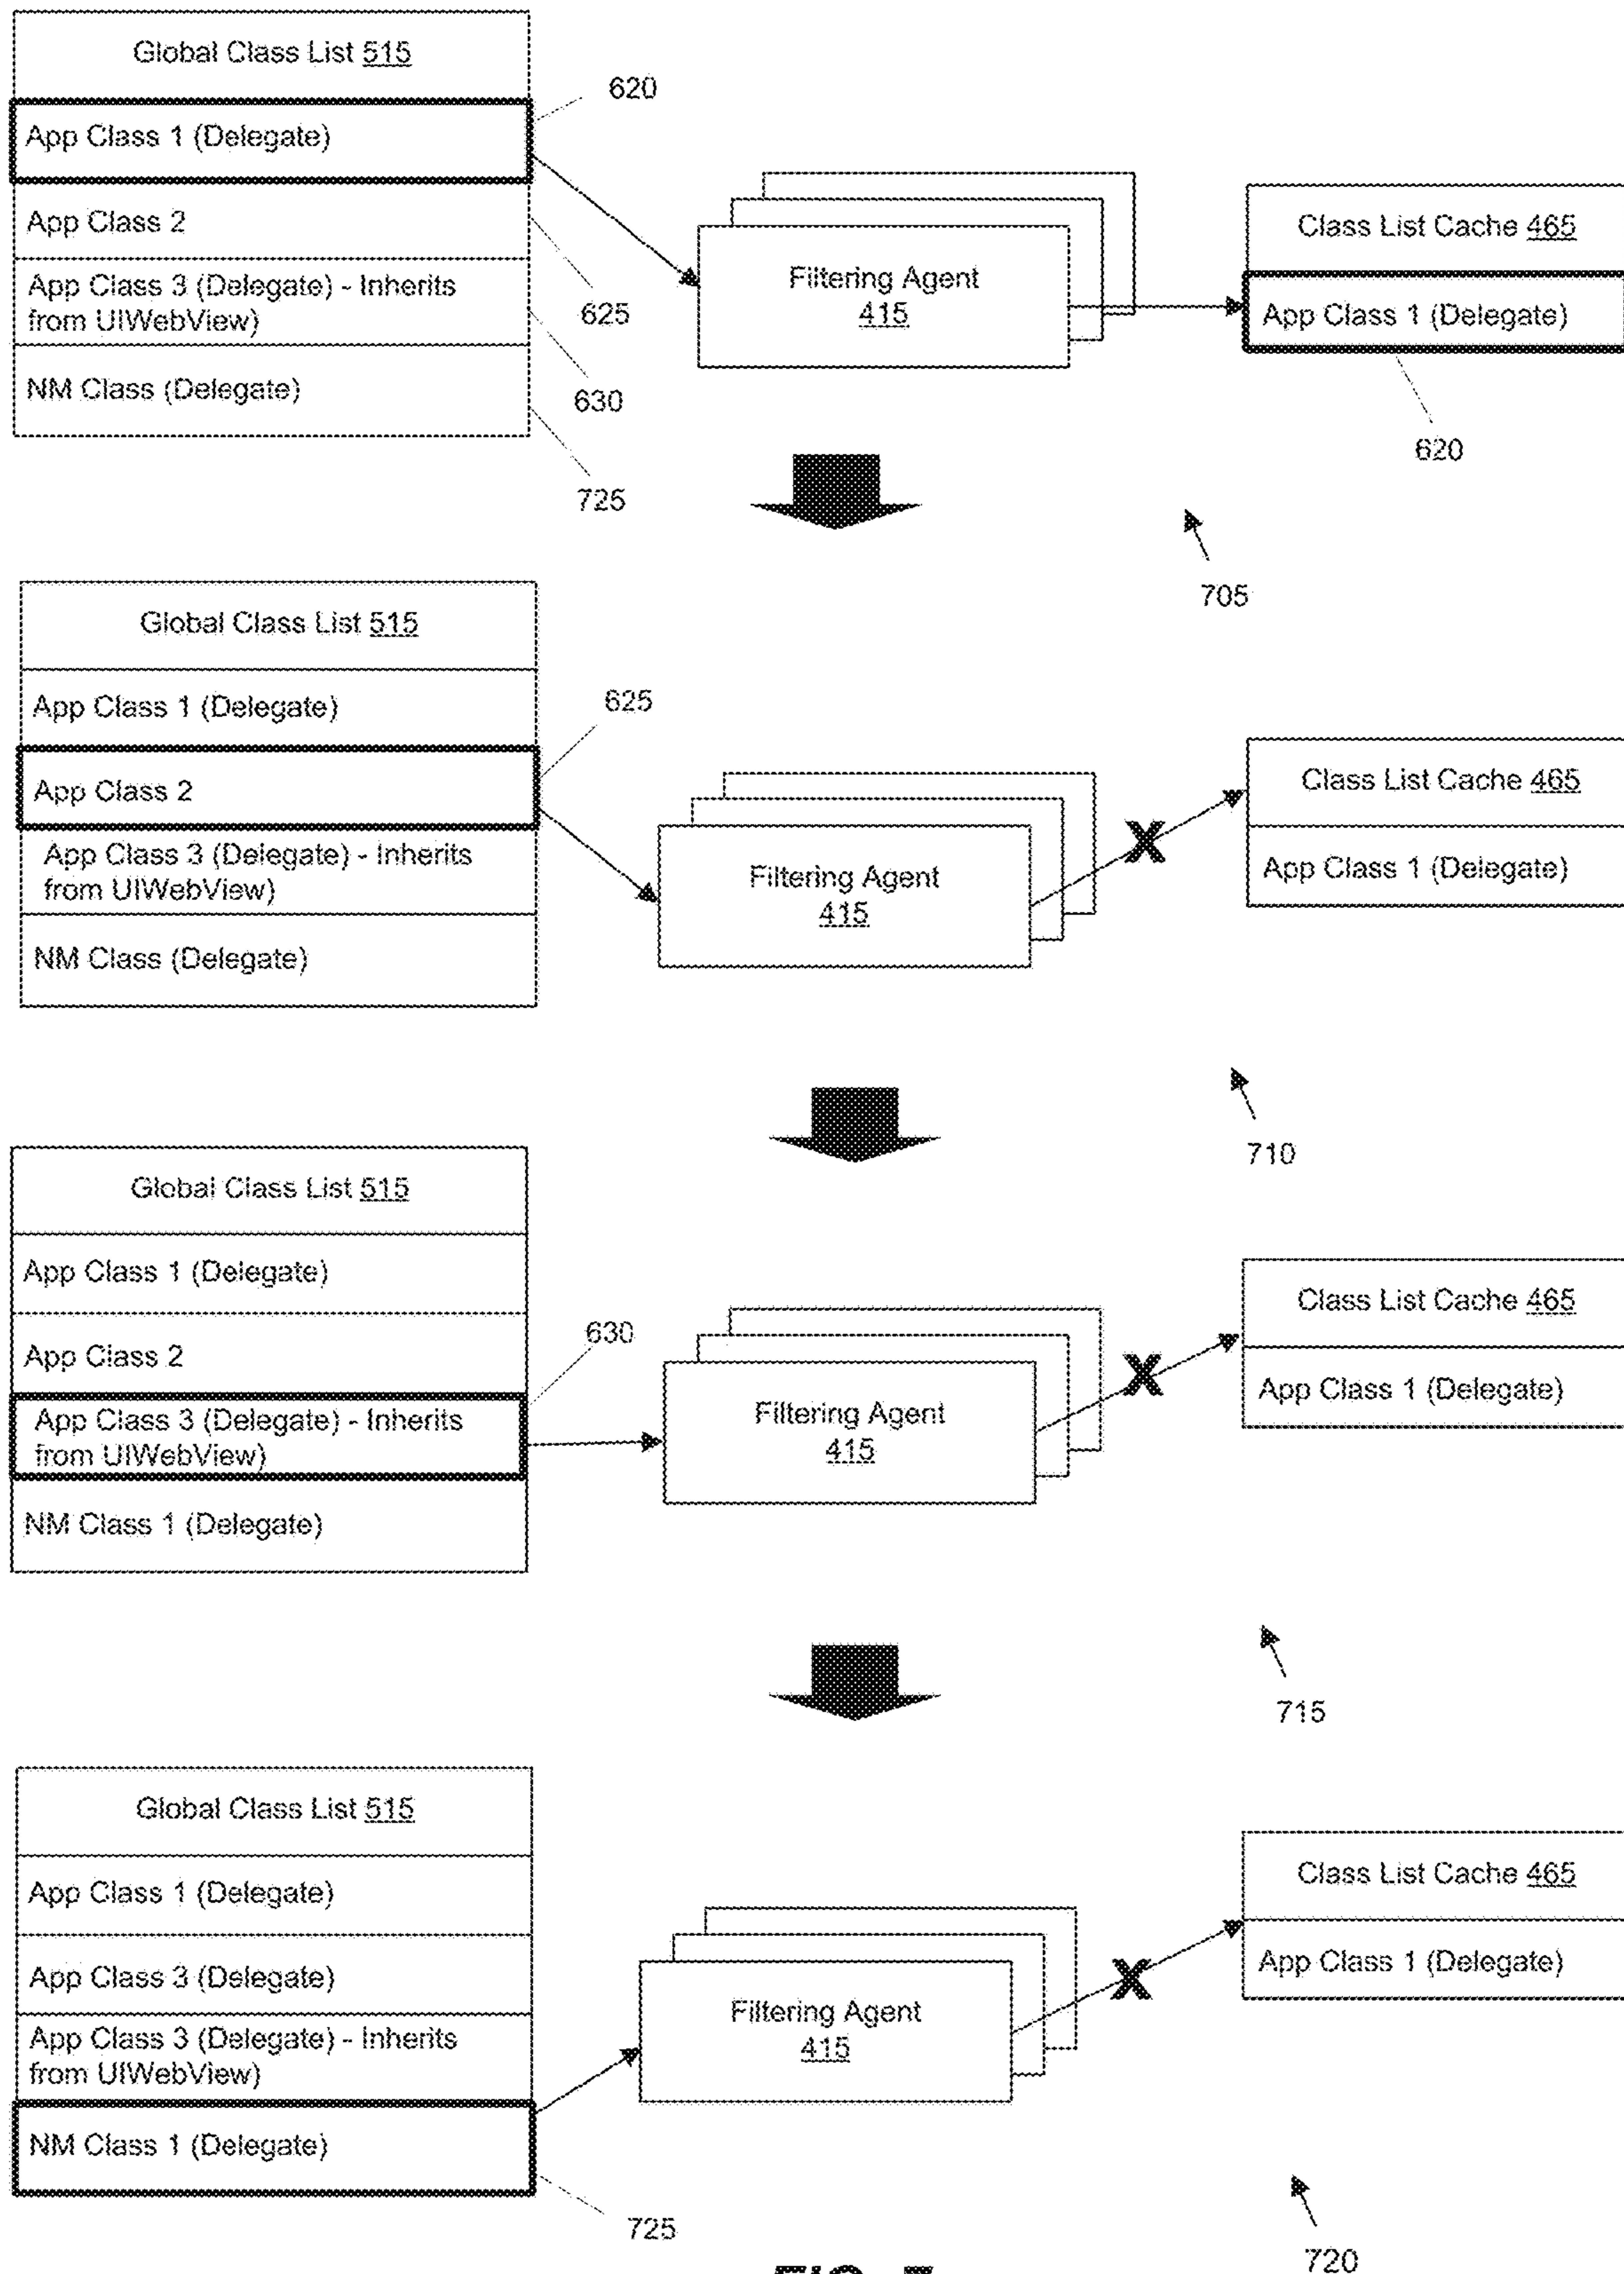 Global Class List 515
620
App Class 1 (Delegate)
App Class 2
Class List Cache 465
Filtering Agent
415
App Class 3 (Delegate) - Inherits
from UIWebView)
625
App Class 1 (Delegate)
NM Class (Delegate)
630
620
725
705
Global Class List 515
625
App Class 1 (Delegate)
App Class 2
Class List Cache 465
X
App Class 3 (Delegate) - Inherits
from UIWebView)
Filtering Agent
415
App Class 1 (Delegate)
NM Class (Delegate)
710
Global Class List 515
App Class 1 (Delegate)
Class List Cache 465
630
App Class 2
X
App Class 1 (Delegate)
App Class 3 (Delegate) - Inherits
from UIWebView)
Filtering Agent
415
NM Class 1 (Delegate)
715
Global Class List 515
App Class 1 (Delegate)
Class List Cache 465
App Class 3 (Delegate)
X
App Class 1 (Delegate)
App Class 3 (Delegate) - Inherits
from UIWebView)
Filtering Agent
415
NM Class 1 (Delegate)
725
720